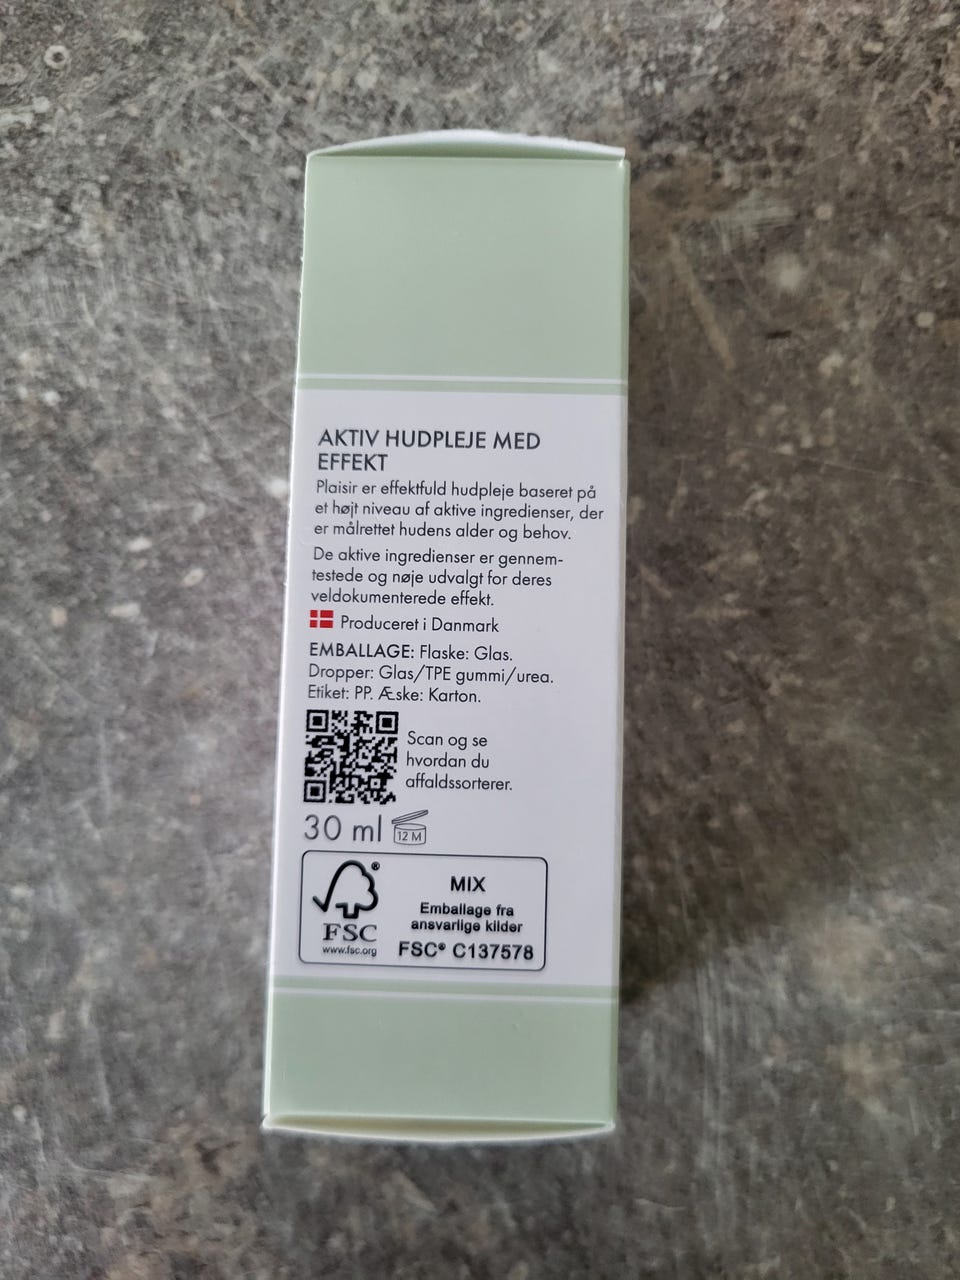 AKTIV HUDPLEJE MED
EFFEKT
Plaisir er effektfuld hudpleje baseret på
et højt niveau af aktive ingredienser, der
er målrettet hudens alder og behov.
De aktive ingredienser er gennem-
testede og nøje udvalgt for deres
veldokumenterede effekt.
Produceret i Danmark
EMBALLAGE: Flaske: Glas.
Dropper: Glas/TPE gummi/urea.
Etiket: PP. Æske: Karton.
Scan og se
hvordan du
affaldssorterer.
30 ml
12 M
®
FSC
www.fsc.org
MIX
Emballage fra
ansvarlige kilder
FSC® C137578